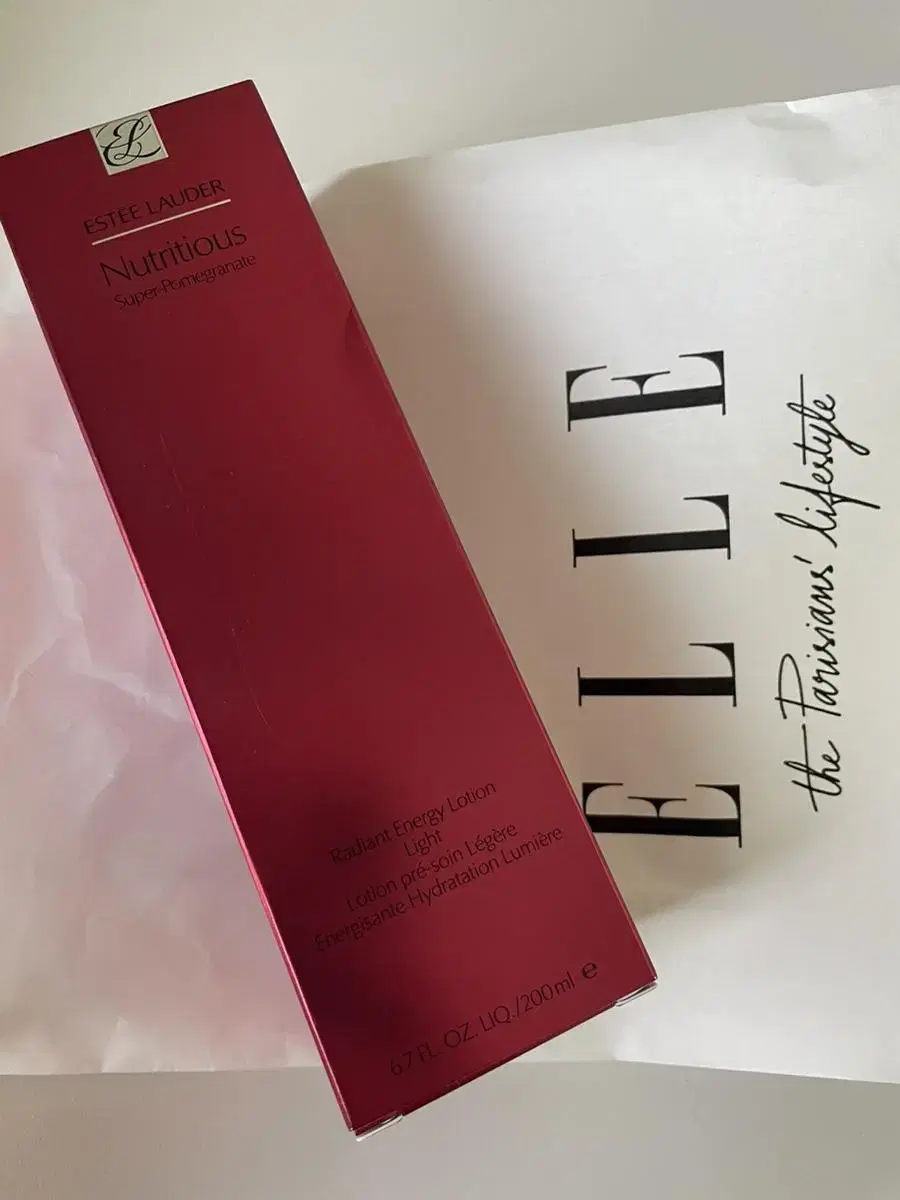 EL
ESTĒE LAUDER
Nutritious
Super-Pomegranate
Radiant Energy Lotion
Light
Lotion pré-soin Légère
Énergisante Hydratation Lumière
6.7 FL. OZ. LIQ./200 ml e
ELLE
the Parisians' lifestyle